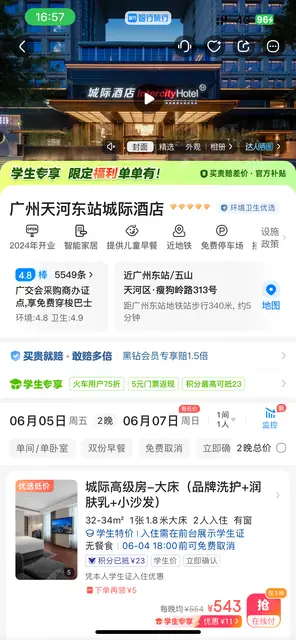 16:57
智行旅行
4G
96
城际酒店 IntercityHotel
封面
精选
外观
相册
达人晒图
学生专享 限定福利单单有!
买贵赔差价·官方补贴
广州天河东站城际酒店
环境卫生优选
2024年开业
智能家居
提供儿童早餐
近地铁
免费停车场
设施
政策
4.8 棒 5549条
广交会采购商办证
点,享免费穿梭巴士
环境:4.8 卫生:4.9
近广州东站/五山
天河区·瘦狗岭路313号
距广州东站地铁站步行340米, 约5
分钟
地图
买贵就赔·敢赔多倍
黑钻会员专享赔1.5倍
学生专享
火车用户75折
5元门票返现
积分最高可抵23
最低价
06月05日 周五 2晚 06月07日 周日
1间
1人
监控
单间/单卧室
双份早餐
免费取消
立即确
2晚总价
优选低价
城际高级房-大床(品牌洗护+润
肤乳+小沙发)
32-34m² 1张1.8米大床 2人入住 有窗
学生特价 | 入住需在前台展示学生证
无餐食 | 06-04 18:00前可免费取消
积分已抵¥23
学生价
立即确认
5
凭本人学生证入住优惠
下单再领¥5
每晚均¥554 ¥543
学生专享 优惠¥11
仅3间
抢
在线付